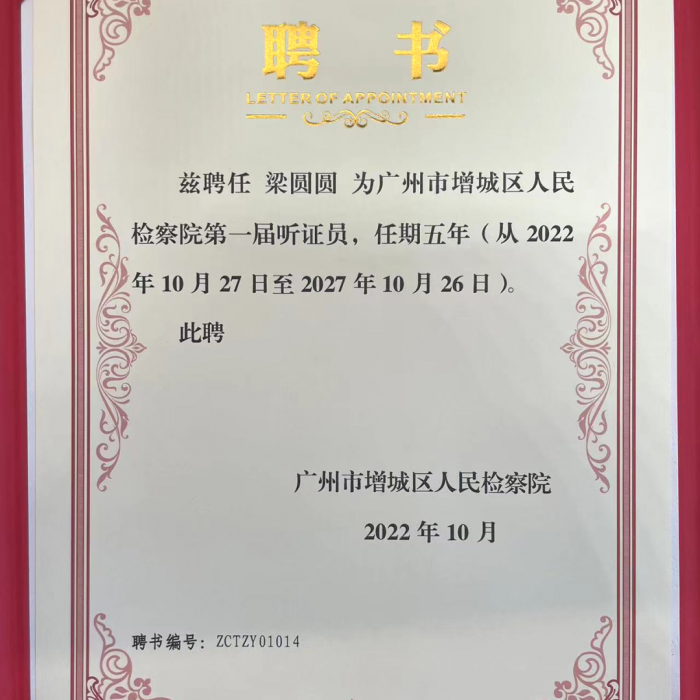 聘 书
LETTER OF APPOINTMENT
兹聘任 梁圆圆 为广州市增城区人民
检察院第一届听证员，任期五年（从 2022
年 10 月 27 日至 2027 年 10 月 26 日）。
此聘
广州市增城区人民检察院
2022 年 10 月
聘书编号：ZCTZY01014